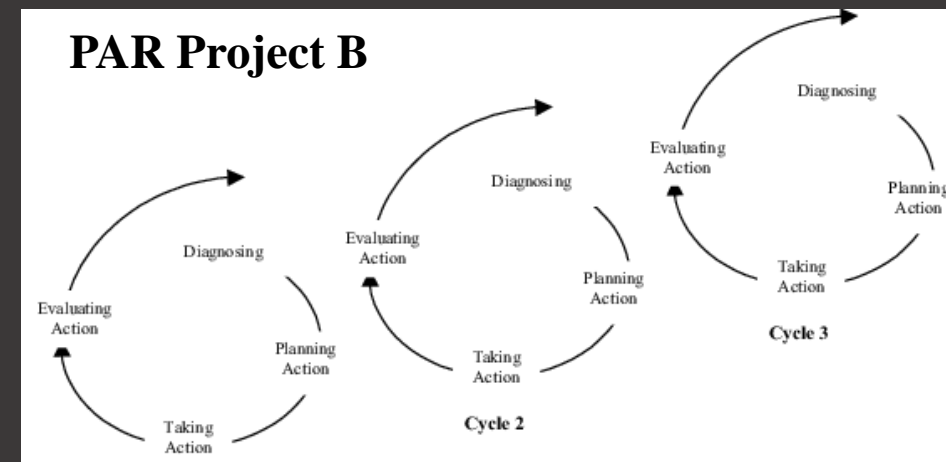 PAR Project B
Diagnosing
Evaluating
Action
Planning
Action
Taking
Action
Diagnosing
Evaluating
Action
Planning
Action
Taking
Action
Cycle 2
Diagnosing
Evaluating
Action
Planning
Action
Taking
Action
Cycle 3